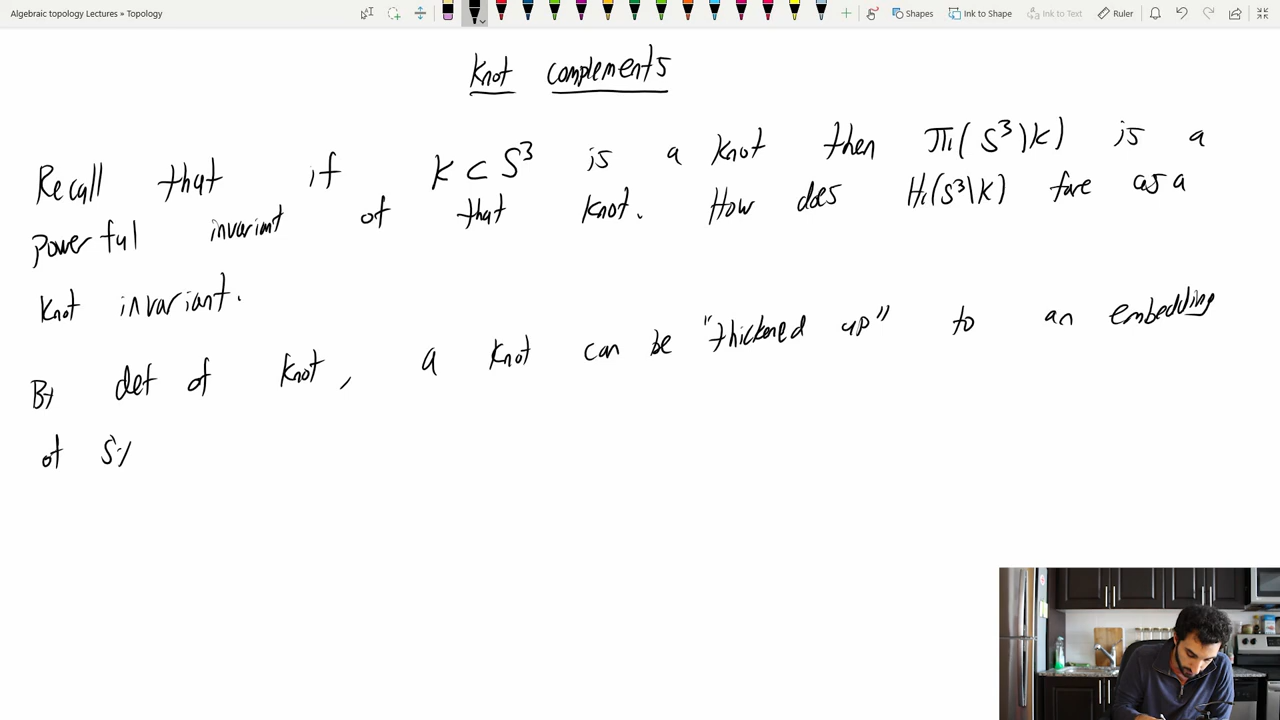 Algebraic topology Lectures » Topology
Shapes
Ink to Shape
Ink to Text
Ruler
Knot complements
Recall that if K ⊂ S³ is a knot then π₁(S³\K) is a
powerful invariant of that knot. How does H₁(S³\K) fare as a
knot invariant.
By def of knot, a knot can be "thickened up" to an embedding
of S